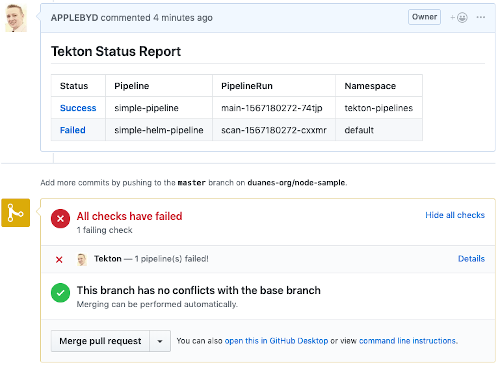 APPLEBYD commented 4 minutes ago Owner
Tekton Status Report
Status Pipeline PipelineRun Namespace
Success simple-pipeline main-1567180272-74tjp tekton-pipelines
Failed simple-helm-pipeline scan-1567180272-cxxmr default
Add more commits by pushing to the master branch on duanes-org/node-sample.
All checks have failed Hide all checks
1 failing check
Tekton — 1 pipeline(s) failed! Details
This branch has no conflicts with the base branch
Merging can be performed automatically.
Merge pull request You can also open this in GitHub Desktop or view command line instructions.